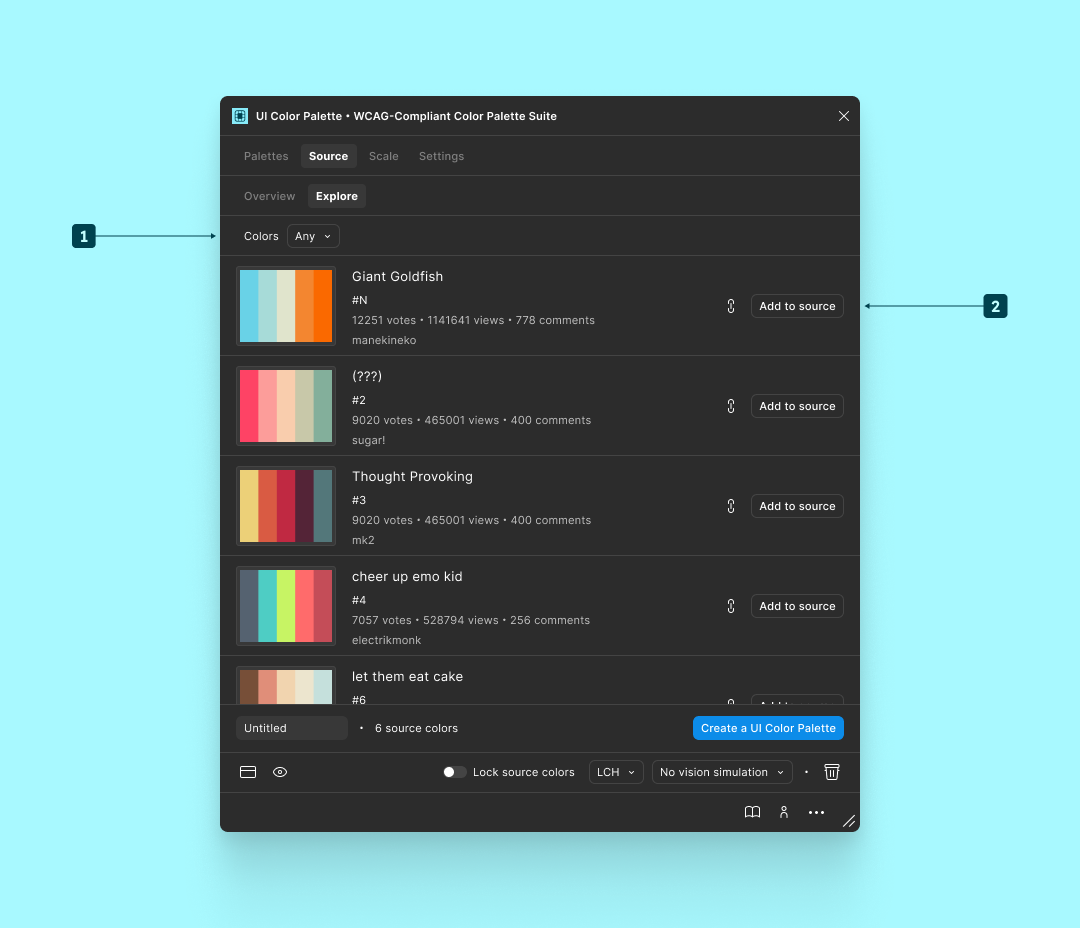 UI Color Palette • WCAG-Compliant Color Palette Suite
Palettes Source Scale Settings
Overview Explore
1
Colors Any
Giant Goldfish
#N
12251 votes • 1141641 views • 778 comments
manekineko
Add to source
2
(???)
#2
9020 votes • 465001 views • 400 comments
sugar!
Add to source
Thought Provoking
#3
9020 votes • 465001 views • 400 comments
mk2
Add to source
cheer up emo kid
#4
7057 votes • 528794 views • 256 comments
electrikmonk
Add to source
let them eat cake
#6
Untitled • 6 source colors Create a UI Color Palette
Lock source colors LCH No vision simulation •